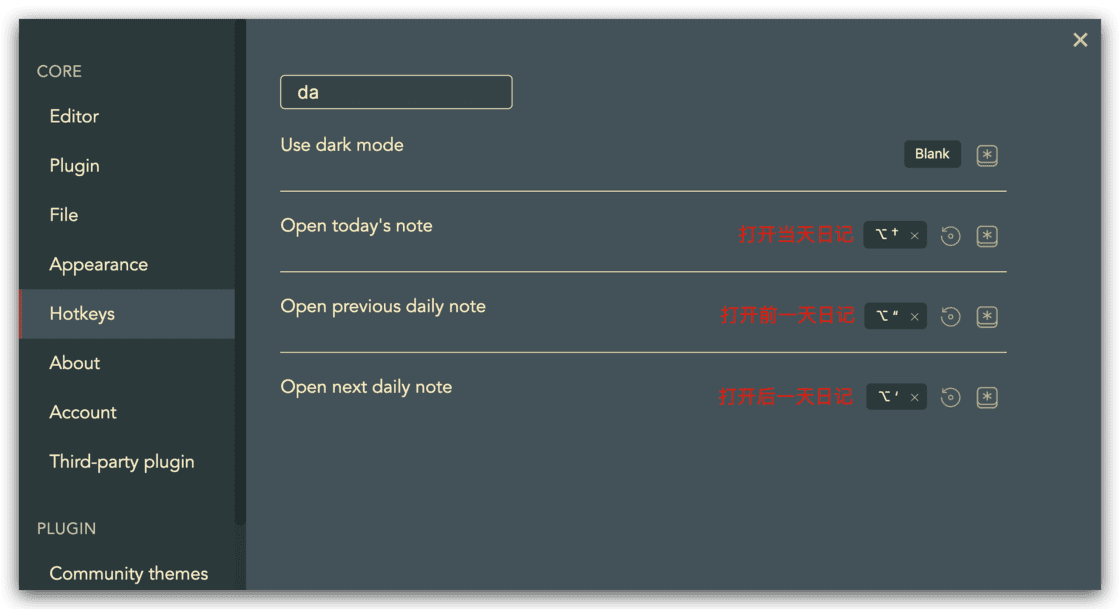 CORE
Editor
Plugin
File
Appearance
Hotkeys
About
Account
Third-party plugin
PLUGIN
Community themes
da
Use dark mode Blank
Open today's note 打开当天日记 ⌥ † ×
Open previous daily note 打开前一天日记 ⌥ “ ×
Open next daily note 打开后一天日记 ⌥ ‘ ×